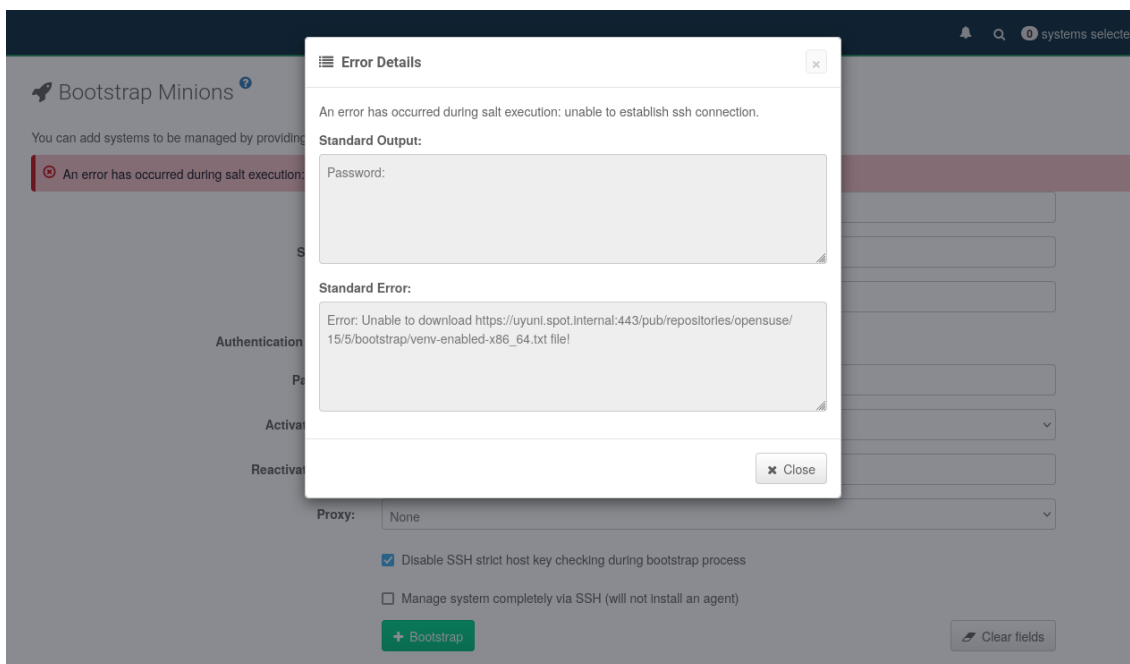 0 systems selecte
Error Details
×
Bootstrap Minions ?
You can add systems to be managed by providing
An error has occurred during salt execution:
An error has occurred during salt execution: unable to establish ssh connection.
Standard Output:
Password:
S
Standard Error:
Error: Unable to download https://uyuni.spot.internal:443/pub/repositories/opensuse/
15/5/bootstrap/venv-enabled-x86_64.txt file!
Authentication
Pa
Activat
Reactivat
Close
Proxy:
None
Disable SSH strict host key checking during bootstrap process
Manage system completely via SSH (will not install an agent)
+ Bootstrap
Clear fields